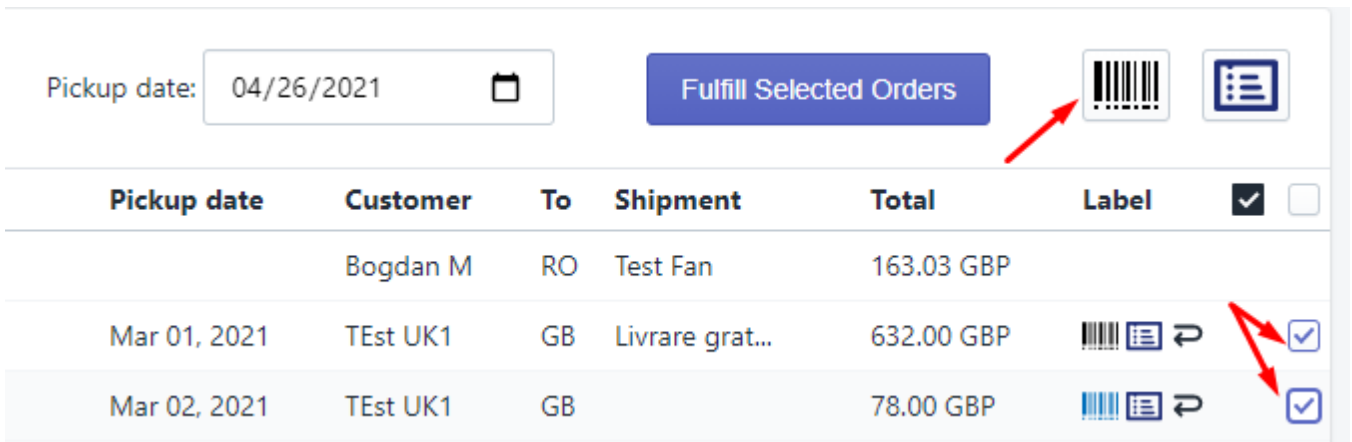 Pickup date: 04/26/2021 Fulfill Selected Orders
Pickup date Customer To Shipment Total Label
Bogdan M RO Test Fan 163.03 GBP
Mar 01, 2021 TEst UK1 GB Livrare grat... 632.00 GBP
Mar 02, 2021 TEst UK1 GB 78.00 GBP